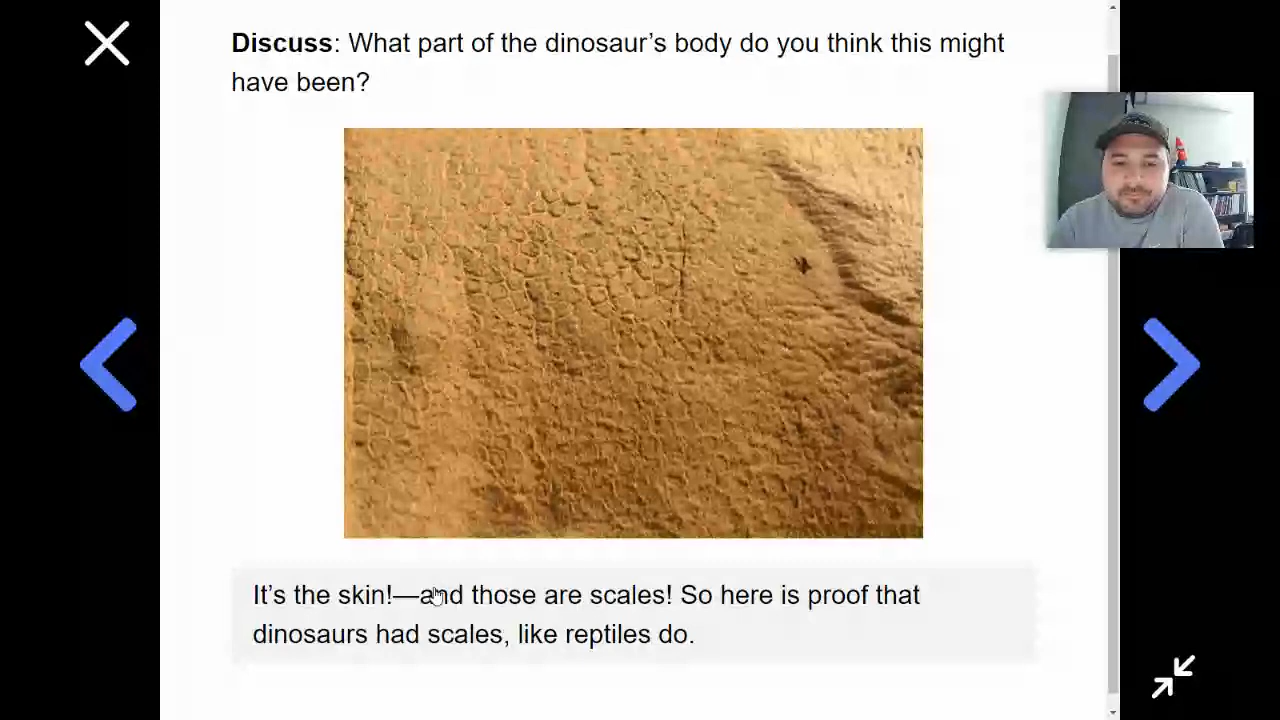 Discuss: What part of the dinosaur’s body do you think this might
have been?
It’s the skin!—and those are scales! So here is proof that
dinosaurs had scales, like reptiles do.